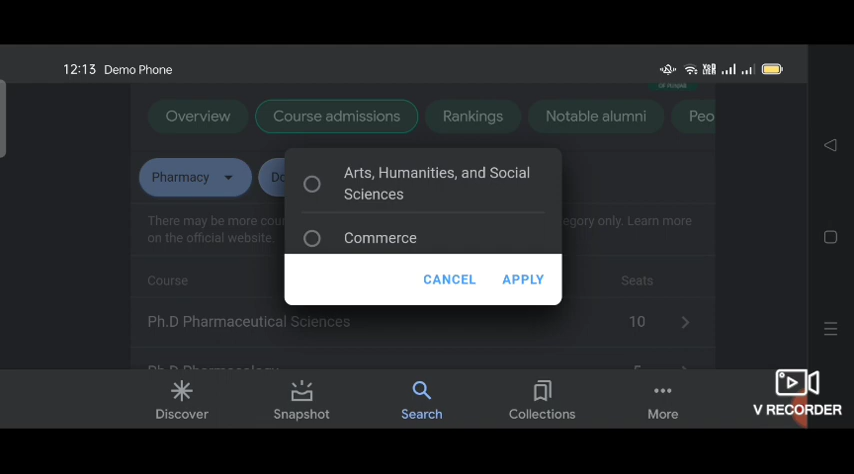 12:13 Demo Phone
Overview
Course admissions
Rankings
Notable alumni
Pharmacy
Arts, Humanities, and Social
Sciences
There may be more
egory only. Learn more
on the official website.
Commerce
CANCEL
APPLY
Course
Seats
Ph.D Pharmaceutical Sciences
10
Discover
Snapshot
Search
Collections
More
V RECORDER